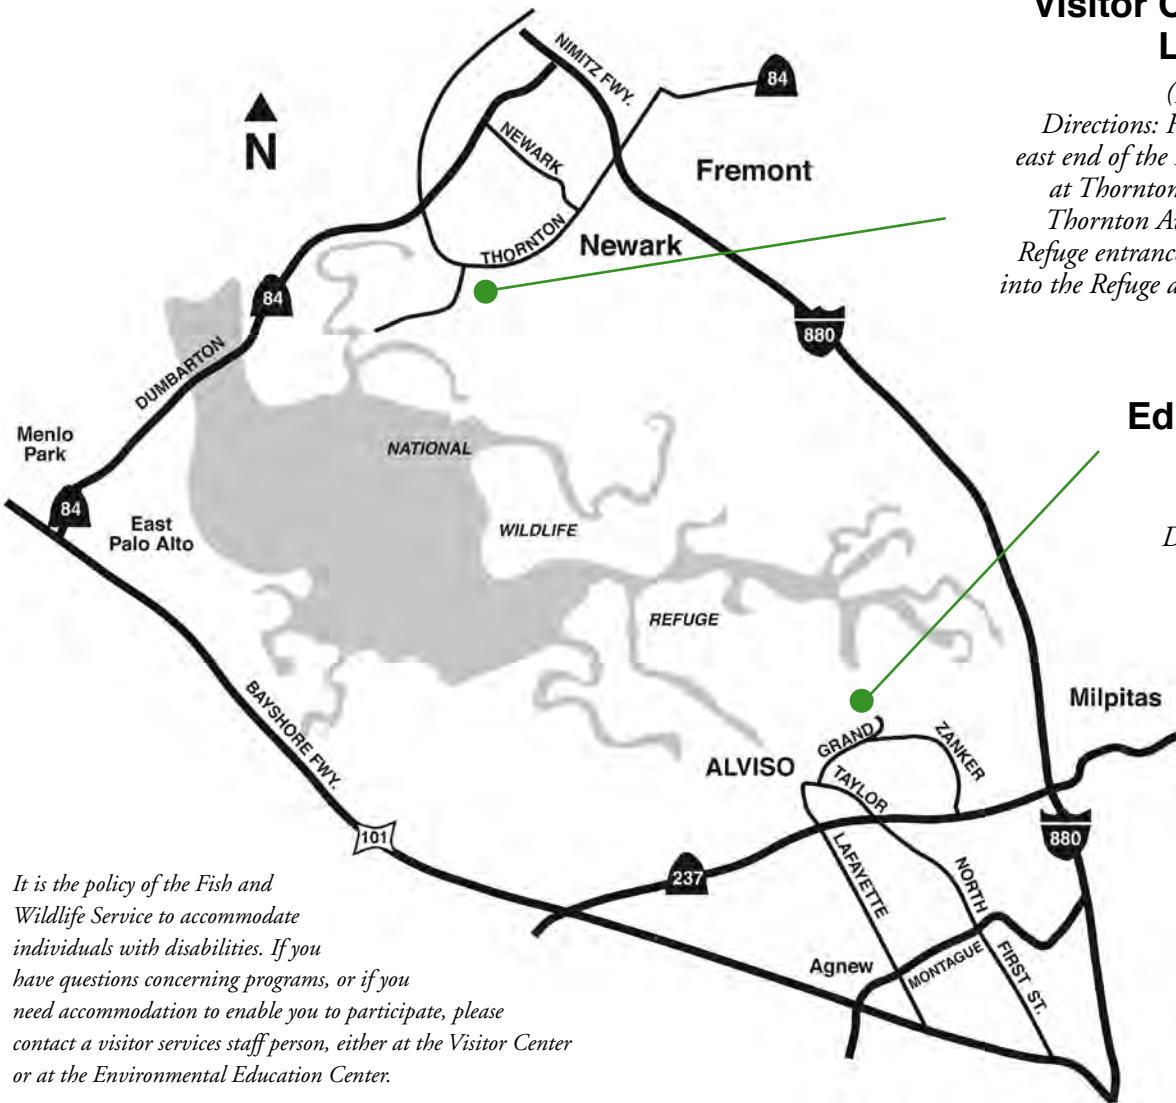 Visitor C
L
(
Directions: F
east end of the
at Thornton
Thornton A
Refuge entranc
into the Refuge a
NIMITZ FWY.
84
N
NEWARK
Fremont
THORNTON
Newark
84
880
DUMBARTON
Ed
Menlo
Park
NATIONAL
84
East
Palo Alto
WILDLIFE
D
REFUGE
BAYSHORE FWY.
Milpitas
GRAND
ZANKER
ALVISO
TAYLOR
101
880
LAFAYETTE
237
NORTH
FIRST ST.
Agnew
MONTAGUE
It is the policy of the Fish and
Wildlife Service to accommodate
individuals with disabilities. If you
have questions concerning programs, or if you
need accommodation to enable you to participate, please
contact a visitor services staff person, either at the Visitor Center
or at the Environmental Education Center.